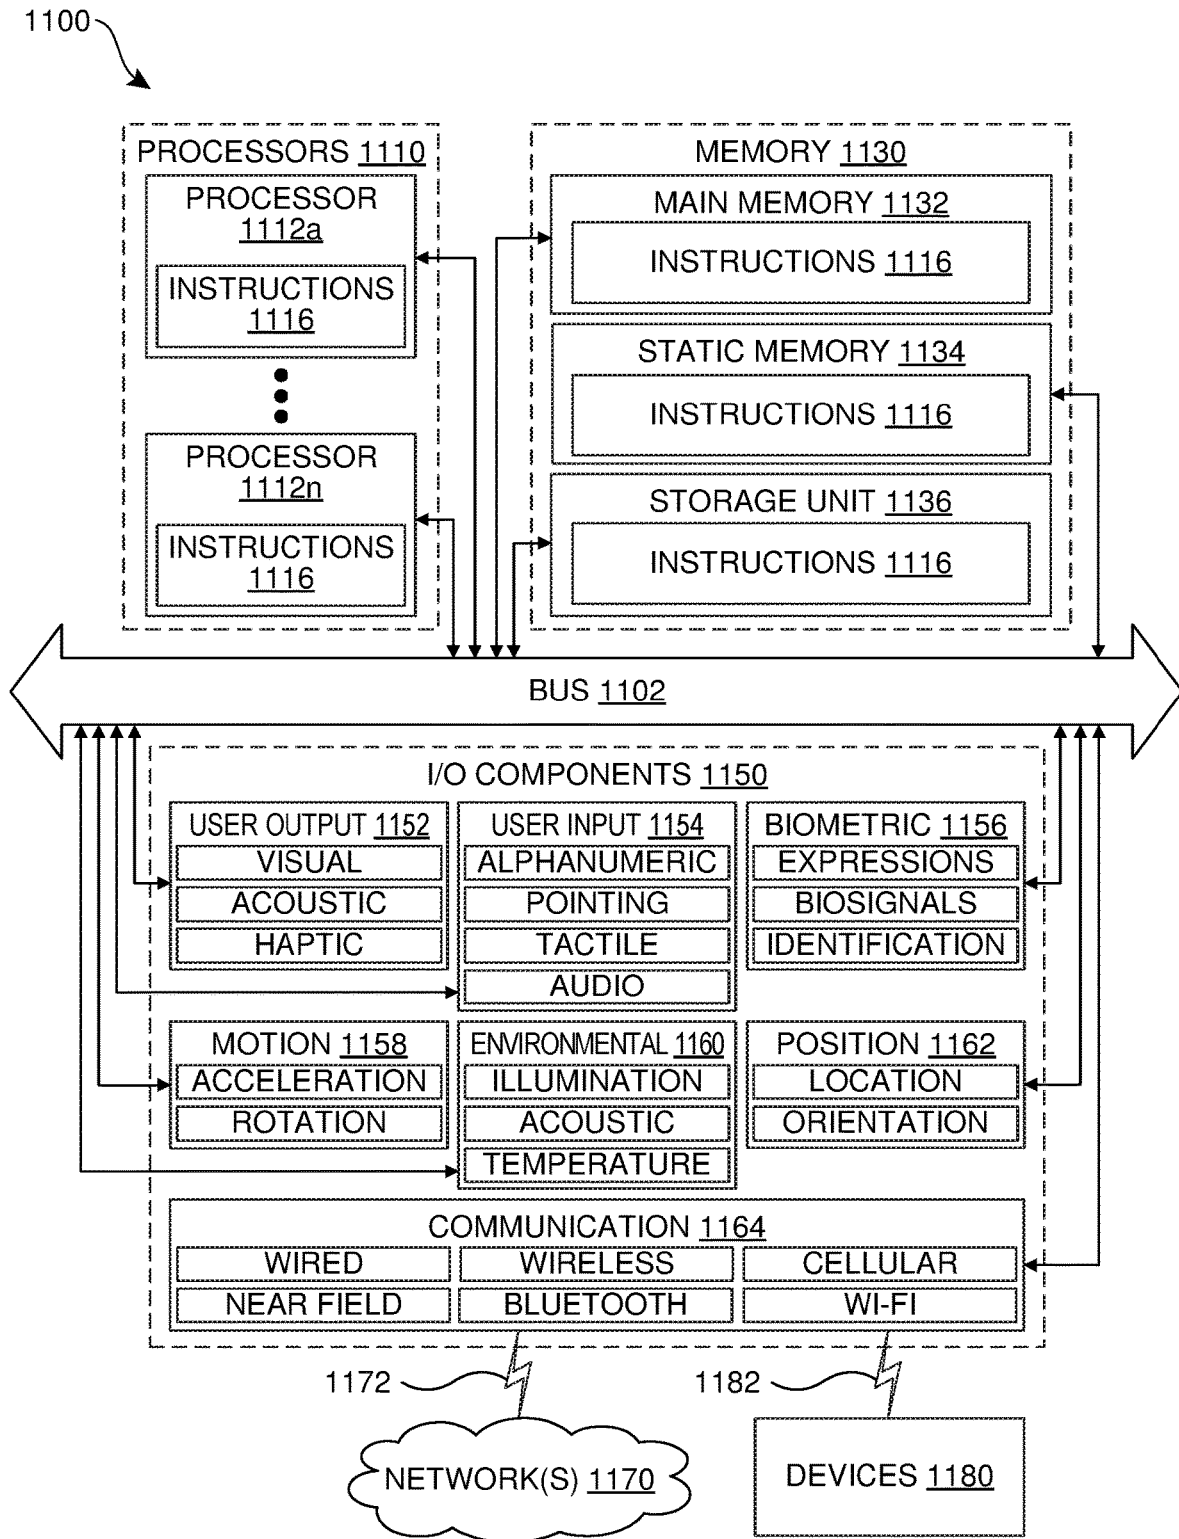 1100
PROCESSORS 1110
PROCESSOR
1112a
INSTRUCTIONS
1116
PROCESSOR
1112n
INSTRUCTIONS
1116
MEMORY 1130
MAIN MEMORY 1132
INSTRUCTIONS 1116
STATIC MEMORY 1134
INSTRUCTIONS 1116
STORAGE UNIT 1136
INSTRUCTIONS 1116
BUS 1102
I/O COMPONENTS 1150
USER OUTPUT 1152
VISUAL
ACOUSTIC
HAPTIC
USER INPUT 1154
ALPHANUMERIC
POINTING
TACTILE
AUDIO
BIOMETRIC 1156
EXPRESSIONS
BIOSIGNALS
IDENTIFICATION
MOTION 1158
ACCELERATION
ROTATION
ENVIRONMENTAL 1160
ILLUMINATION
ACOUSTIC
TEMPERATURE
POSITION 1162
LOCATION
ORIENTATION
COMMUNICATION 1164
WIRED
WIRELESS
CELLULAR
NEAR FIELD
BLUETOOTH
WI-FI
1172
1182
NETWORK(S) 1170
DEVICES 1180